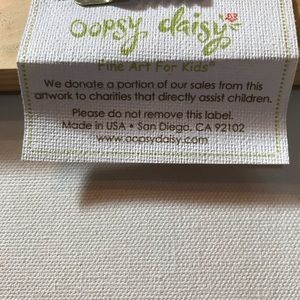 oopsy daisy
Fine Art For Kids®
We donate a portion of our sales from this
artwork to charities that directly assist children.
Please do not remove this label.
Made in USA • San Diego, CA 92102
www.oopsydaisy.com